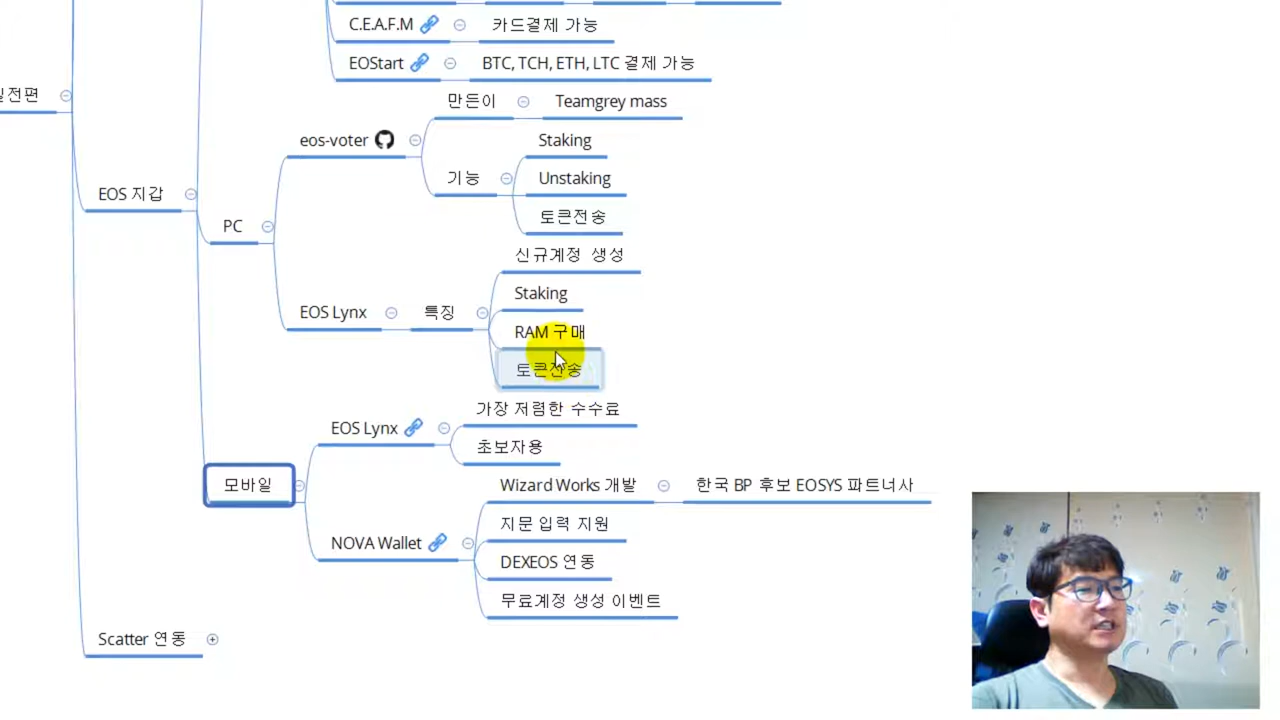 C.E.A.F.M 카드결제 가능
EOStart BTC, TCH, ETH, LTC 결제 가능
전편
만든이 Teamgrey mass
eos-voter
Staking
기능 Unstaking
토큰전송
EOS 지갑
PC
신규계정 생성
Staking
EOS Lynx 특징
RAM 구매
토큰전송
가장 저렴한 수수료
EOS Lynx
초보자용
모바일
Wizard Works 개발 한국 BP 후보 EOSYS 파트너사
지문 입력 지원
NOVA Wallet
DEXEOS 연동
무료계정 생성 이벤트
Scatter 연동